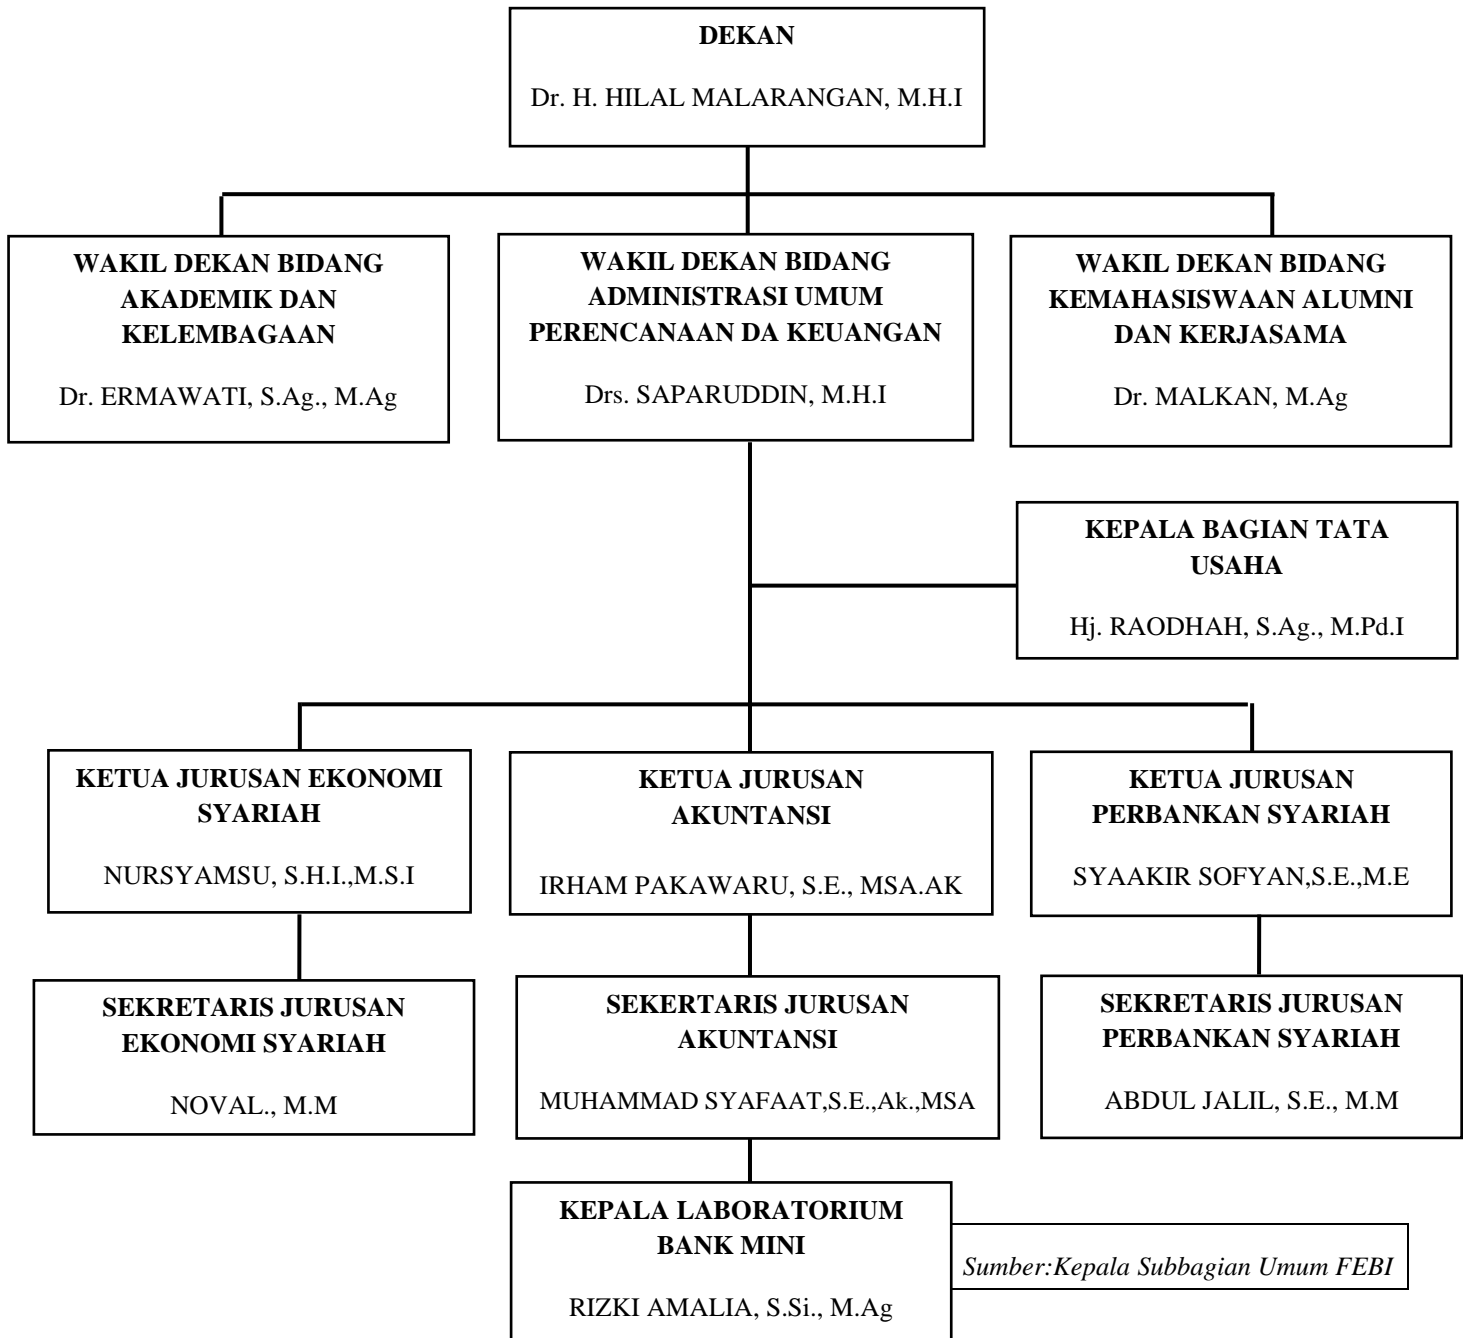 DEKAN
Dr. H. HILAL MALARANGAN, M.H.I
WAKIL DEKAN BIDANG
AKADEMIK DAN
KELEMBAGAAN
Dr. ERMAWATI, S.Ag., M.Ag
WAKIL DEKAN BIDANG
ADMINISTRASI UMUM
PERENCANAAN DA KEUANGAN
Drs. SAPARUDDIN, M.H.I
WAKIL DEKAN BIDANG
KEMAHASISWAAN ALUMNI
DAN KERJASAMA
Dr. MALKAN, M.Ag
KEPALA BAGIAN TATA
USAHA
Hj. RAODHAH, S.Ag., M.Pd.I
KETUA JURUSAN EKONOMI
SYARIAH
NURSYAMSU, S.H.I.,M.S.I
KETUA JURUSAN
AKUNTANSI
IRHAM PAKAWARU, S.E., MSA.AK
KETUA JURUSAN
PERBANKAN SYARIAH
SYAAKIR SOFYAN,S.E.,M.E
SEKRETARIS JURUSAN
EKONOMI SYARIAH
NOVAL., M.M
SEKERTARIS JURUSAN
AKUNTANSI
MUHAMMAD SYAFAAT,S.E.,Ak.,MSA
SEKRETARIS JURUSAN
PERBANKAN SYARIAH
ABDUL JALIL, S.E., M.M
KEPALA LABORATORIUM
BANK MINI
RIZKI AMALIA, S.Si., M.Ag
Sumber:Kepala Subbagian Umum FEBI